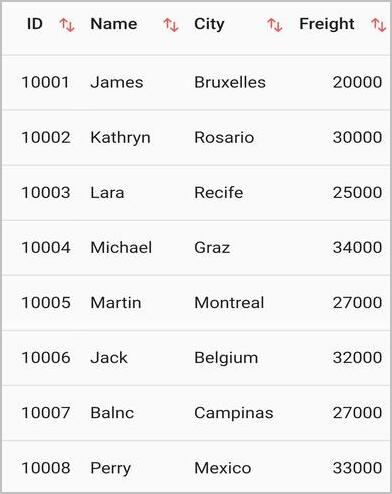 ID Name City Freight
10001 James Bruxelles 20000
10002 Kathryn Rosario 30000
10003 Lara Recife 25000
10004 Michael Graz 34000
10005 Martin Montreal 27000
10006 Jack Belgium 32000
10007 Balnc Campinas 27000
10008 Perry Mexico 33000